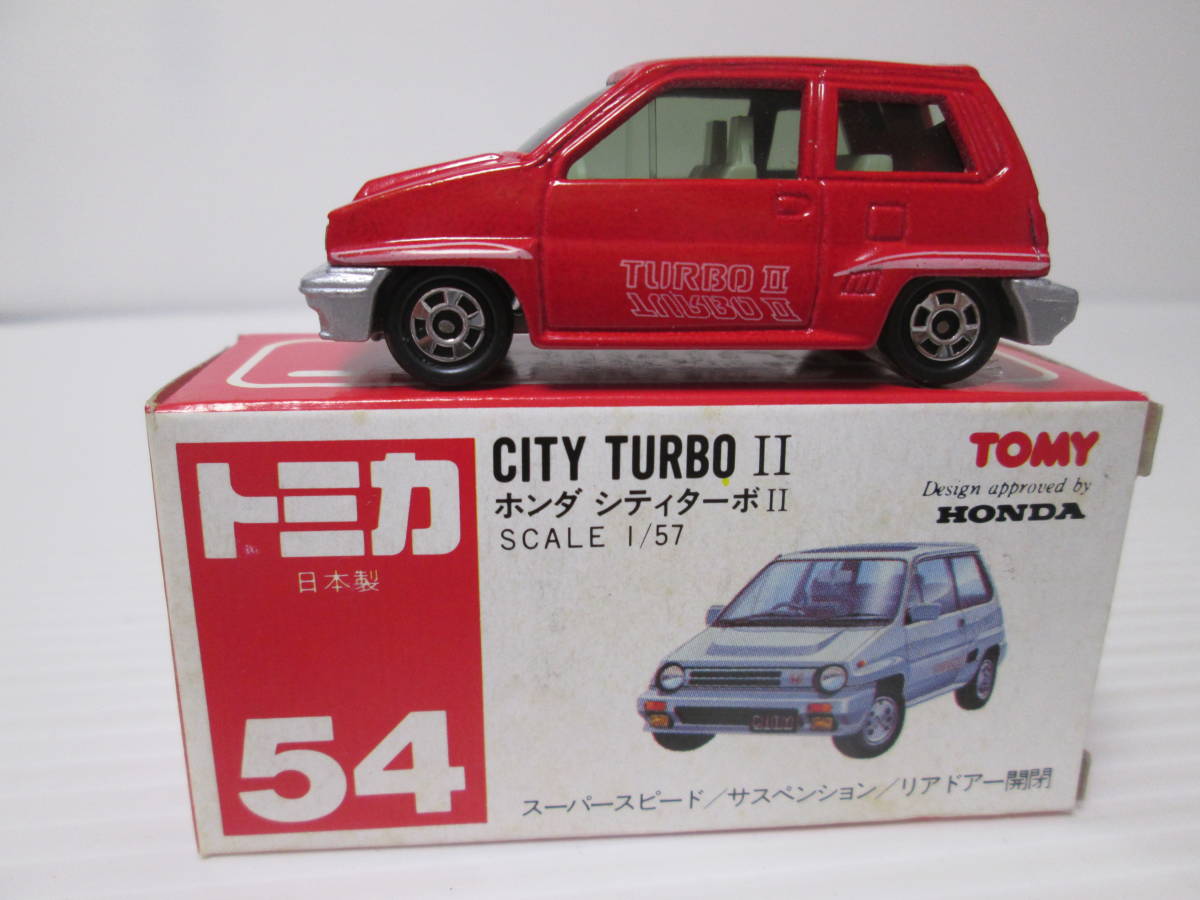 TURBO II
TURBO II
トミカ
日本製
54
CITY TURBO II
ホンダ シティターボII
SCALE 1/57
TOMY
Design approved by
HONDA
CITY
スーパースピード/サスペンション/リアドアー開閉